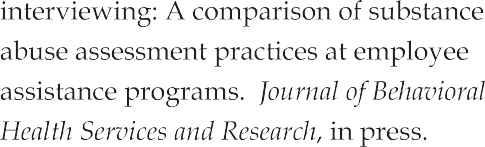 interviewing: A comparison of substance
abuse assessment practices at employee
assistance programs. Journal of Behavioral
Health Services and Research, in press.